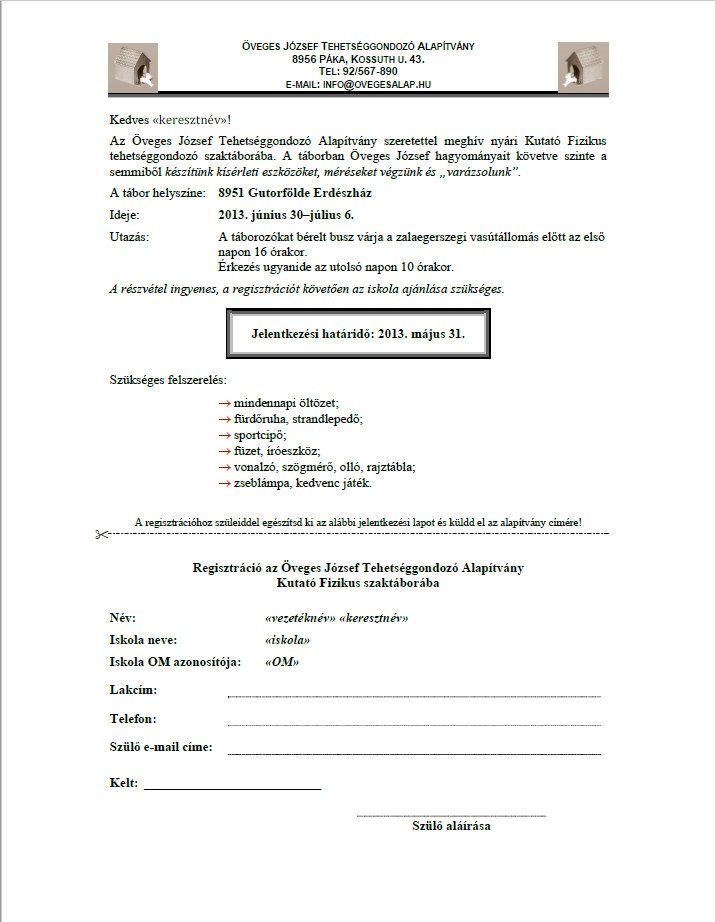 ÖVEGES JÓZSEF TEHETSÉGGONDOZÓ ALAPÍTVÁNY
8956 PÁKA, KOSSUTH U. 43.
TEL: 92/567-890
E-MAIL: INFO@OVEGESALAP.HU
Kedves «keresztnév»!
Az Öveges József Tehetséggondozó Alapítvány szeretettel meghív nyári Kutató Fizikus
tehetséggondozó szaktáborába. A táborban Öveges József hagyományait követve szinte a
semmiből készítünk kísérleti eszközöket, méréseket végzünk és „varázsolunk”.
A tábor helyszíne: 8951 Gutorfölde Erdészház
Ideje: 2013. június 30–július 6.
Utazás: A táborozókat bérelt busz várja a zalaegerszegi vasútállomás előtt az első
napon 16 órakor.
Érkezés ugyanide az utolsó napon 10 órakor.
A részvétel ingyenes, a regisztrációt követően az iskola ajánlása szükséges.
Jelentkezési határidő: 2013. május 31.
Szükséges felszerelés:
→ mindennapi öltözet;
→ fürdőruha, strandlepedő;
→ sportcipő;
→ füzet, íróeszköz;
→ vonalzó, szögmérő, olló, rajztábla;
→ zseblámpa, kedvenc játék.
A regisztrációhoz szüleiddel egészítsd ki az alábbi jelentkezési lapot és küldd el az alapítvány címére!
Regisztráció az Öveges József Tehetséggondozó Alapítvány
Kutató Fizikus szaktáborába
Név: «vezetéknév» «keresztnév»
Iskola neve: «iskola»
Iskola OM azonosítója: «OM»
Lakcím:
Telefon:
Szülő e-mail címe:
Kelt:
Szülő aláírása